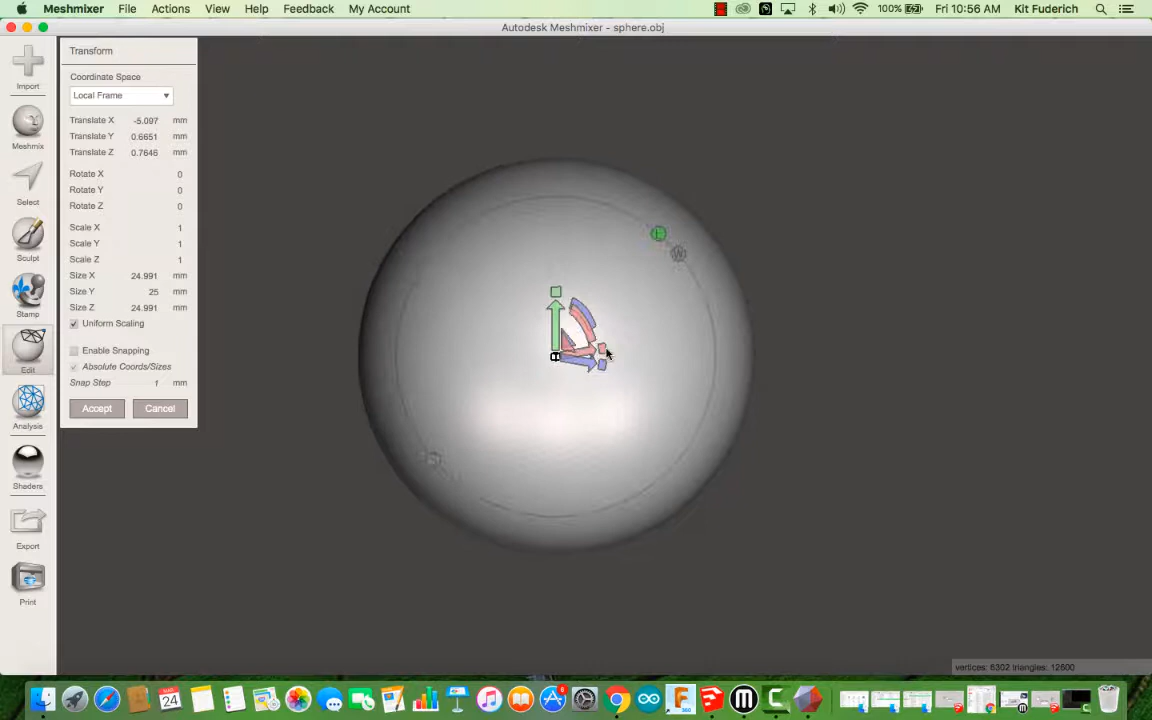 Meshmixer File Actions View Help Feedback My Account 100% Fri 10:56 AM Kit Fuderich
Autodesk Meshmixer - sphere.obj
Import
Meshmix
Select
Sculpt
Stamp
Edit
Analysis
Shaders
Export
Print
Transform
Coordinate Space
Local Frame
Translate X -5.097 mm
Translate Y 0.6651 mm
Translate Z 0.7646 mm
Rotate X 0
Rotate Y 0
Rotate Z 0
Scale X 1
Scale Y 1
Scale Z 1
Size X 24.991 mm
Size Y 25 mm
Size Z 24.991 mm
Uniform Scaling
Enable Snapping
Absolute Coords/Sizes
Snap Step 1 mm
Accept Cancel
L
W
vertices: 6302 triangles: 12600
24